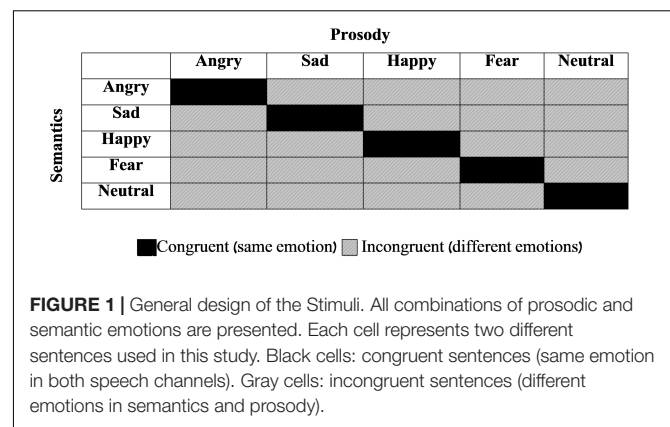 Prosody
Angry Sad Happy Fear Neutral
Semantics
Angry
Sad
Happy
Fear
Neutral
Congruent (same emotion) Incongruent (different emotions)
FIGURE 1 | General design of the Stimuli. All combinations of prosodic and
semantic emotions are presented. Each cell represents two different
sentences used in this study. Black cells: congruent sentences (same emotion
in both speech channels). Gray cells: incongruent sentences (different
emotions in semantics and prosody).